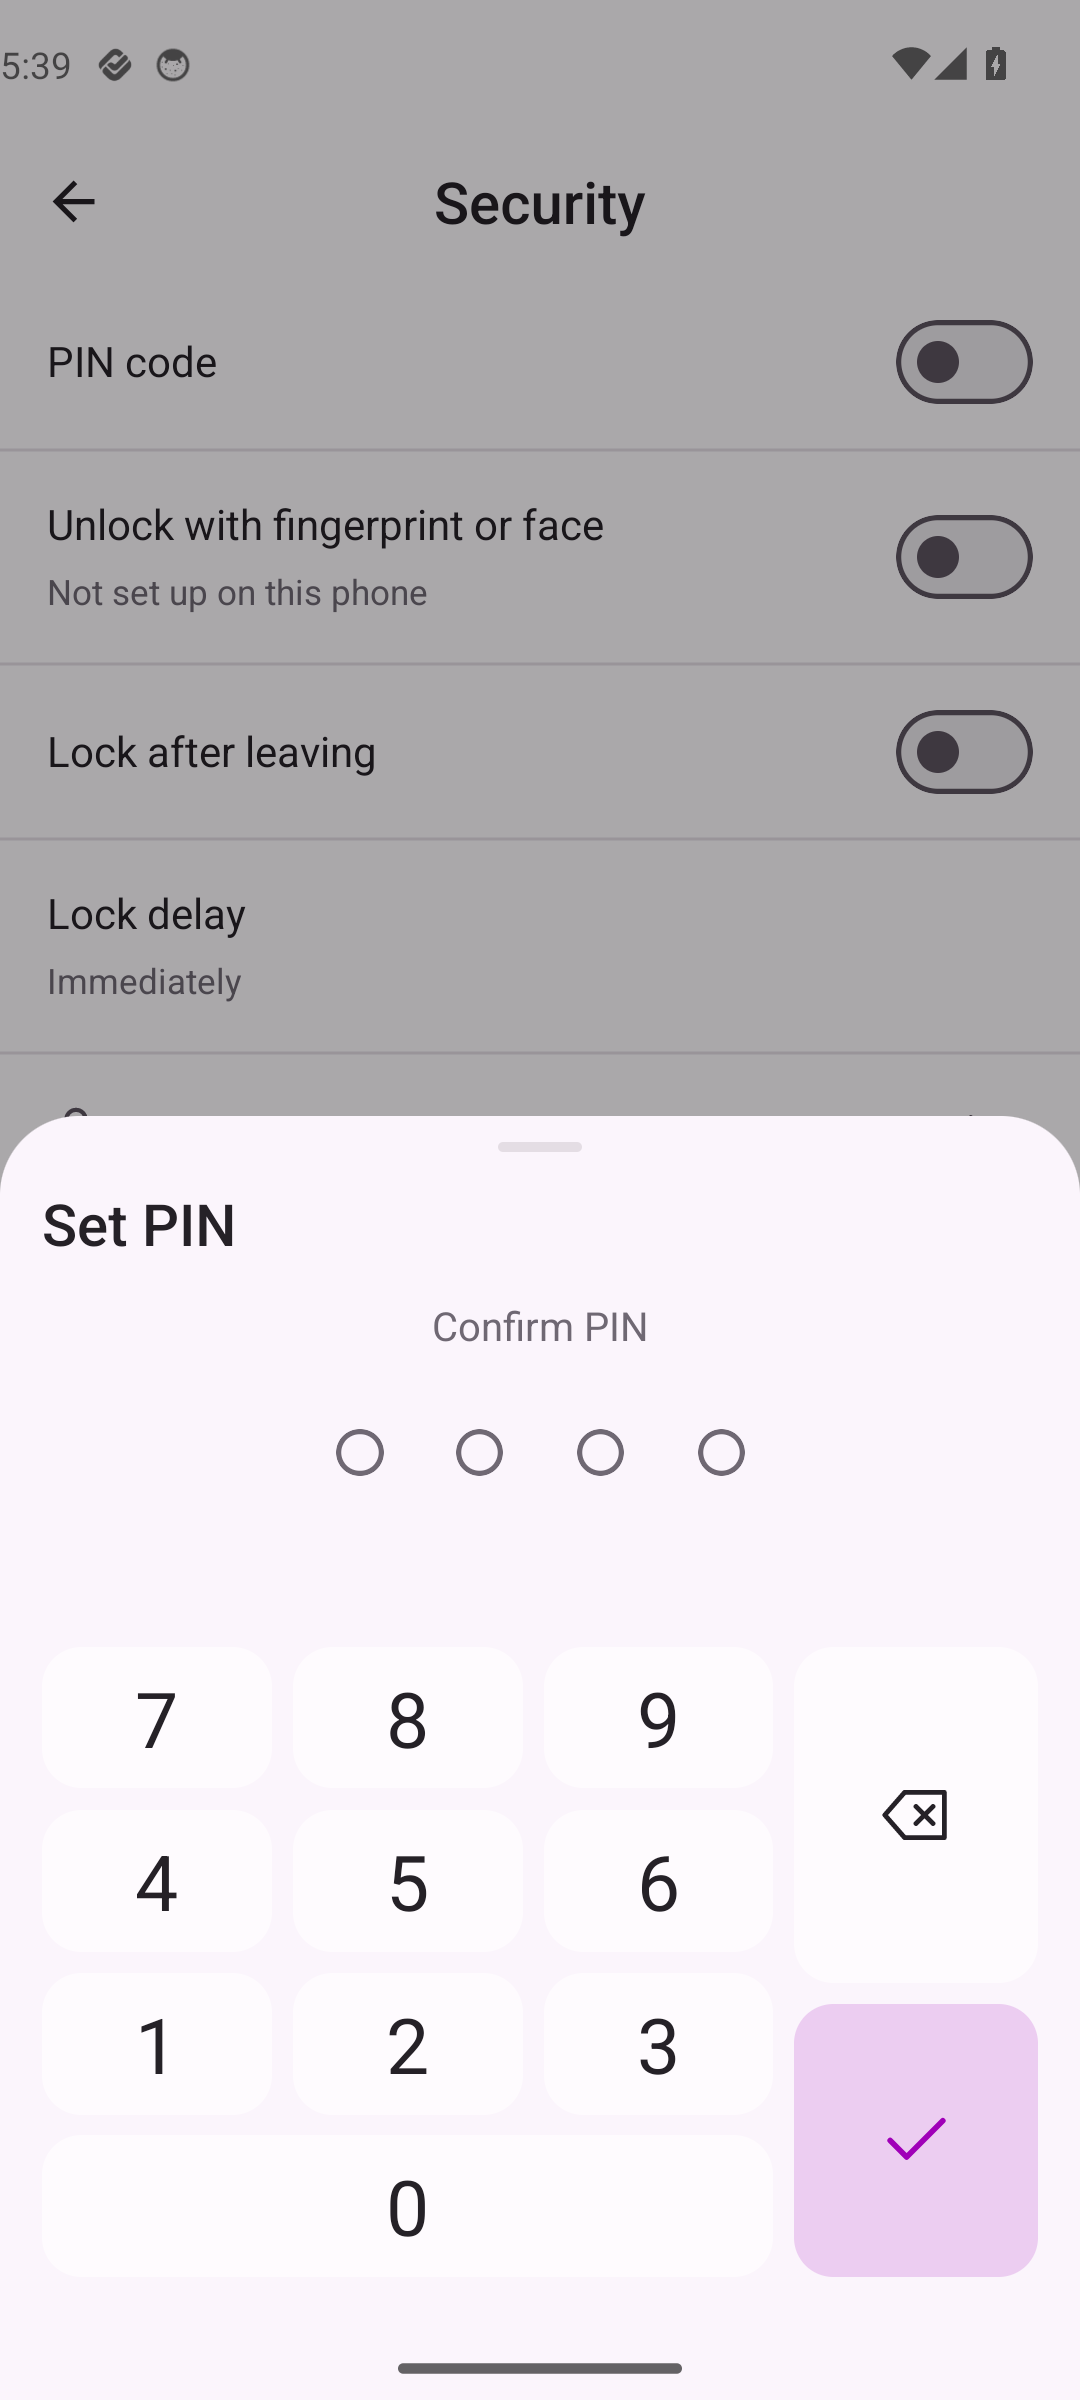 5:39
Security
PIN code
Unlock with fingerprint or face
Not set up on this phone
Lock after leaving
Lock delay
Immediately
Set PIN
Confirm PIN
7 8 9
4 5 6
1 2 3
0